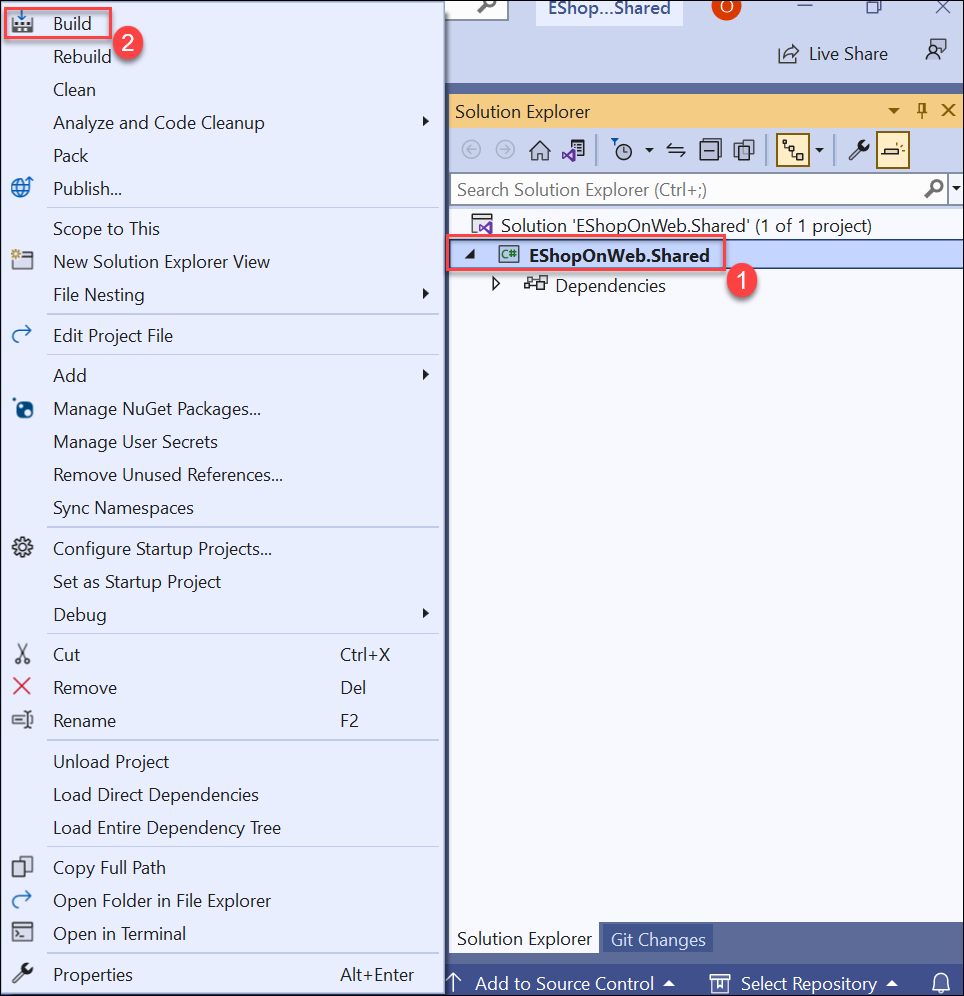 Build
2
Rebuild
Clean
Analyze and Code Cleanup
Pack
Publish...
Scope to This
New Solution Explorer View
File Nesting
Edit Project File
Add
Manage NuGet Packages...
Manage User Secrets
Remove Unused References...
Sync Namespaces
Configure Startup Projects...
Set as Startup Project
Debug
Cut Ctrl+X
Remove Del
Rename F2
Unload Project
Load Direct Dependencies
Load Entire Dependency Tree
Copy Full Path
Open Folder in File Explorer
Open in Terminal
Properties Alt+Enter
EShop...Shared
O
Live Share
Solution Explorer
Search Solution Explorer (Ctrl+;)
Solution 'EShopOnWeb.Shared' (1 of 1 project)
C# EShopOnWeb.Shared
1
Dependencies
Solution Explorer Git Changes
Add to Source Control Select Repository